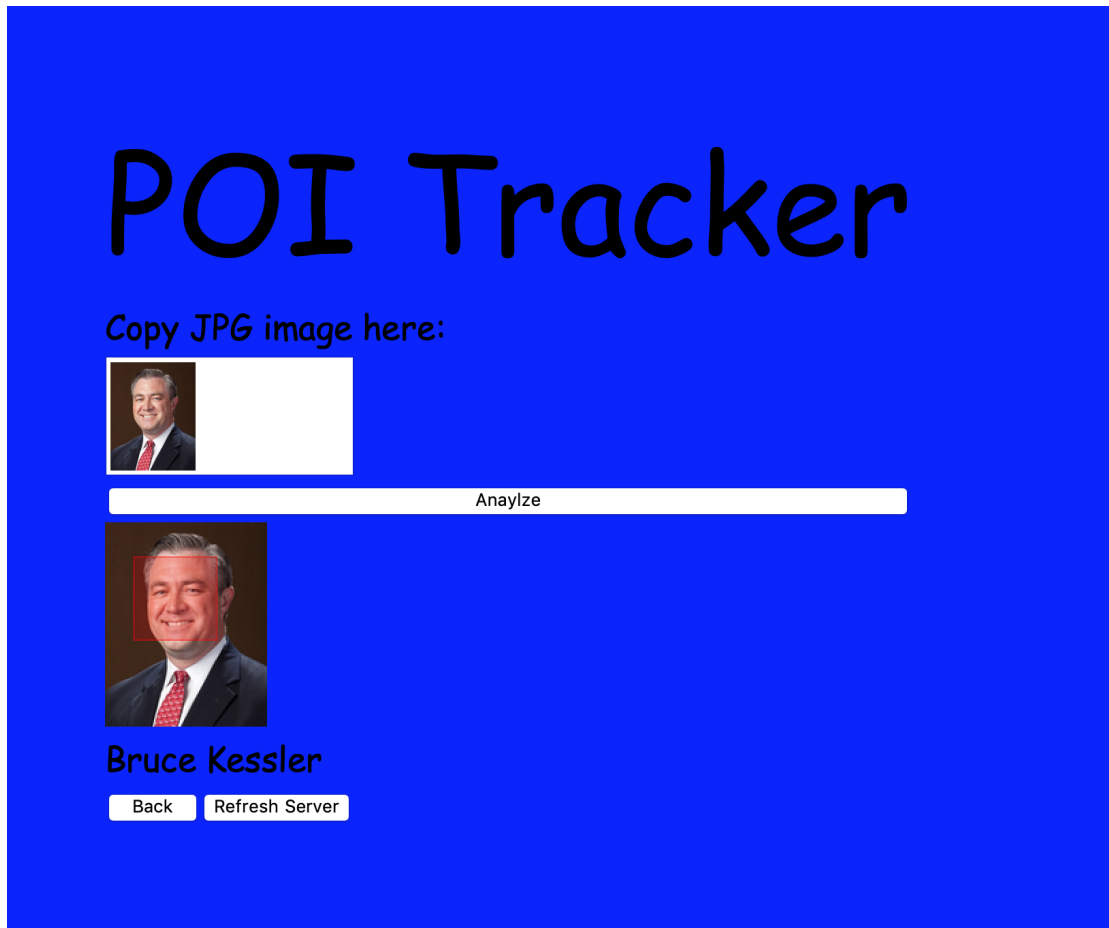 POI Tracker
Copy JPG image here:
Anaylze
Bruce Kessler
Back Refresh Server